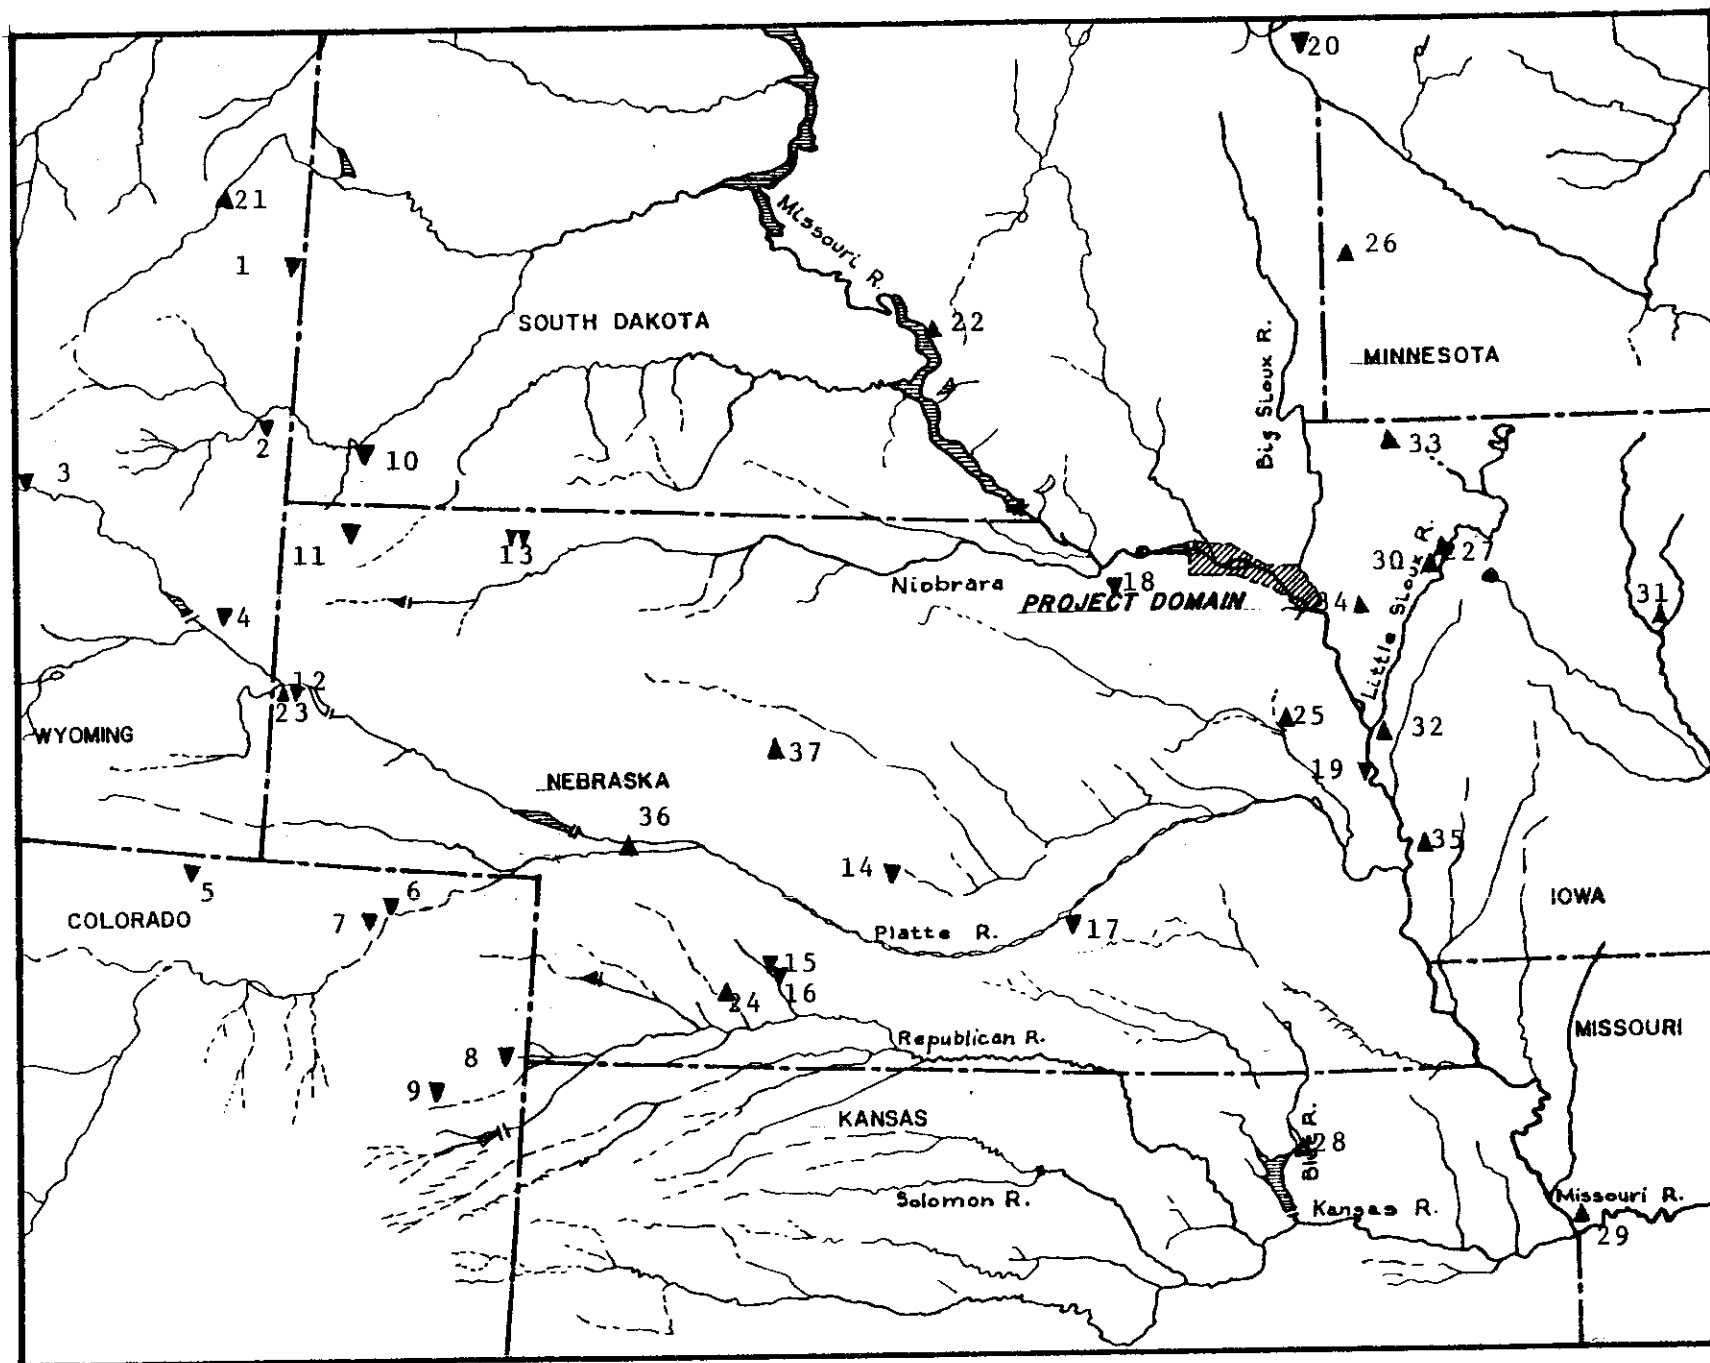 20
21
Missouri R.
26
1
SOUTH DAKOTA
22
MINNESOTA
Big Sioux R.
2
10
33
3
11
13
30
27
Niobrara
18
PROJECT DOMAIN
34
31
4
Little Sioux R.
12
23
25
WYOMING
32
37
19
NEBRASKA
36
35
14
5
6
IOWA
7
COLORADO
17
Platte R.
15
24
16
MISSOURI
Republican R.
8
9
KANSAS
Blue R.
28
Solomon R.
Kansas R.
Missouri R.
29